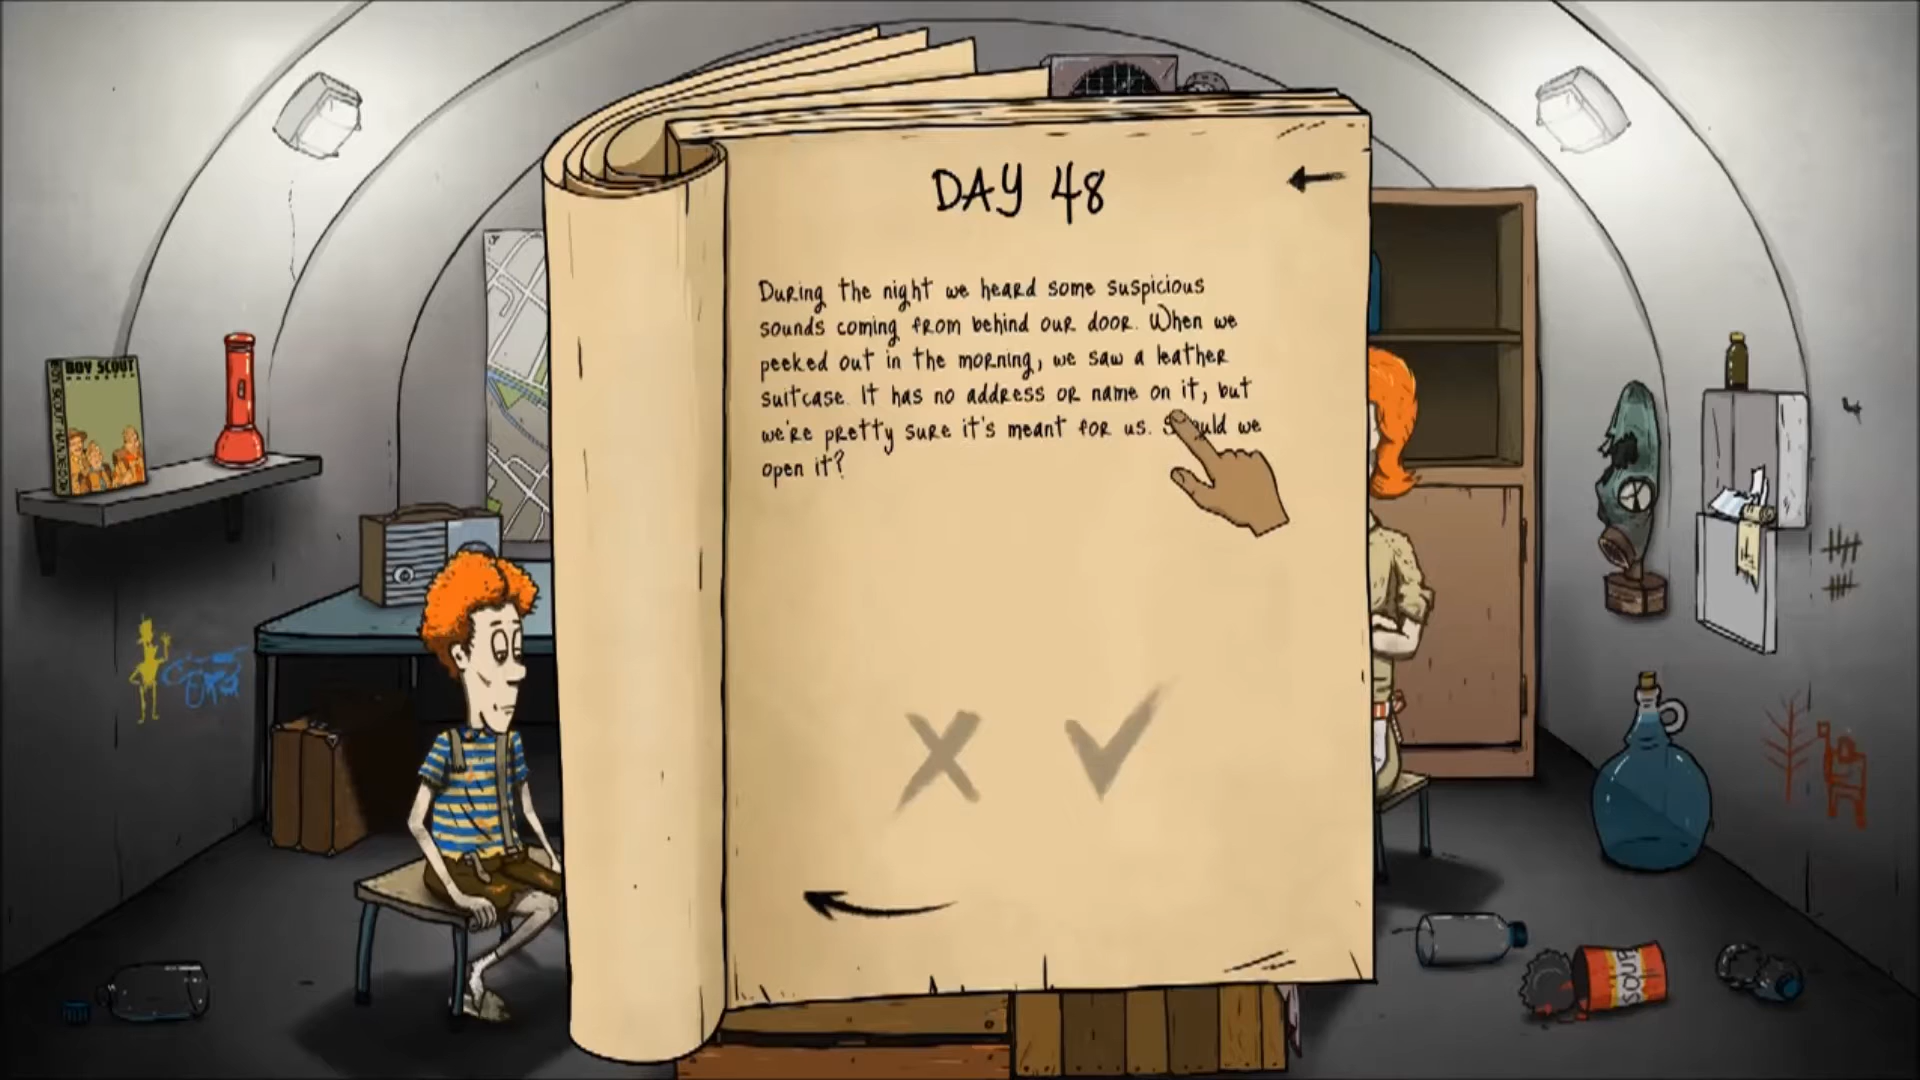 DAY 48
During the night we heard some suspicious
sounds coming from behind our door. When we
peeked out in the morning, we saw a leather
suitcase. It has no address or name on it, but
we're pretty sure it's meant for us. we
open it?
BOY SCOUT
SOUP